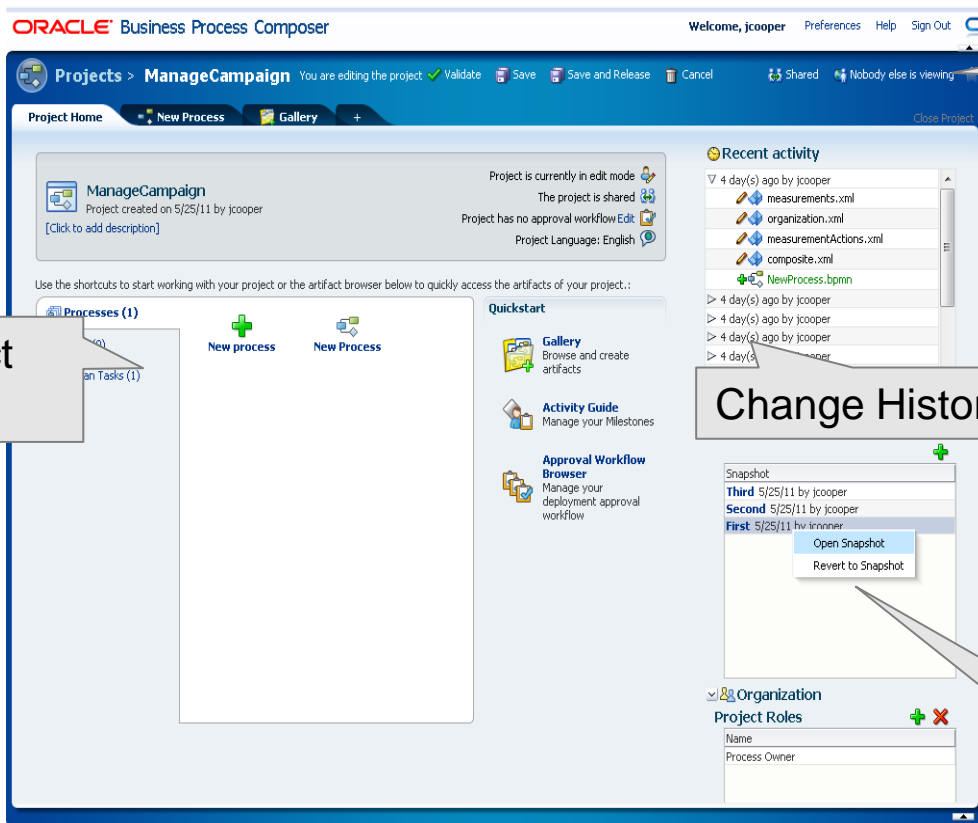 ORACLE Business Process Composer
Welcome, jcooper Preferences Help Sign Out
Projects > ManageCampaign You are editing the project Validate Save Save and Release Cancel Shared Nobody else is viewing
Project Home New Process Gallery + Close Project
ManageCampaign
Project created on 5/25/11 by jcooper
[Click to add description]
Project is currently in edit mode
The project is shared
Project has no approval workflow Edit
Project Language: English
Use the shortcuts to start working with your project or the artifact browser below to quickly access the artifacts of your project.:
Processes (1)
Tasks (1)
New process
New Process
Quickstart
Gallery
Browse and create
artifacts
Activity Guide
Manage your Milestones
Approval Workflow
Browser
Manage your
deployment approval
workflow
Recent activity
4 day(s) ago by jcooper
measurements.xml
organization.xml
measurementActions.xml
composite.xml
NewProcess.bpmn
4 day(s) ago by jcooper
4 day(s) ago by jcooper
4 day(s) ago by jcooper
4 day(s
Change Histor
Snapshot
Third 5/25/11 by jcooper
Second 5/25/11 by jcooper
First 5/25/11 by jcooper
Open Snapshot
Revert to Snapshot
Organization
Project Roles
Name
Process Owner